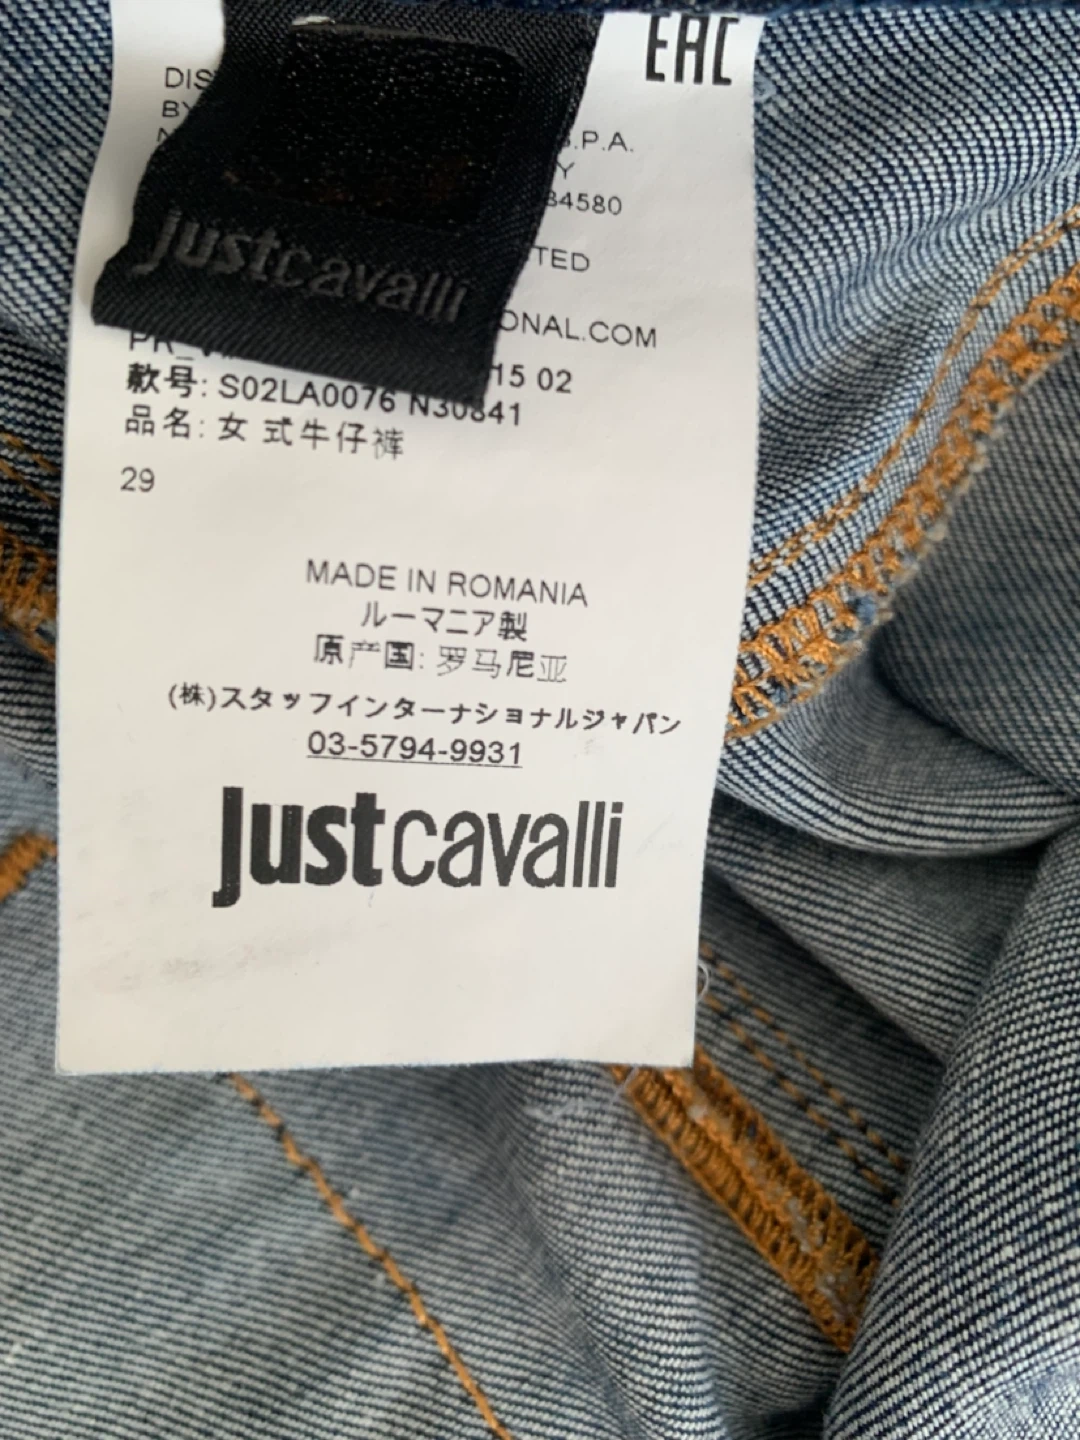 EAC
BY
S.P.A.
84580
ONAL.COM
15 02
款号: S02LA0076 N30841
品名: 女 式牛仔裤
29
justcavalli
MADE IN ROMANIA
ルーマニア製
原产国: 罗马尼亚
(株)スタッフインターナショナルジャパン
03-5794-9931
justcavalli